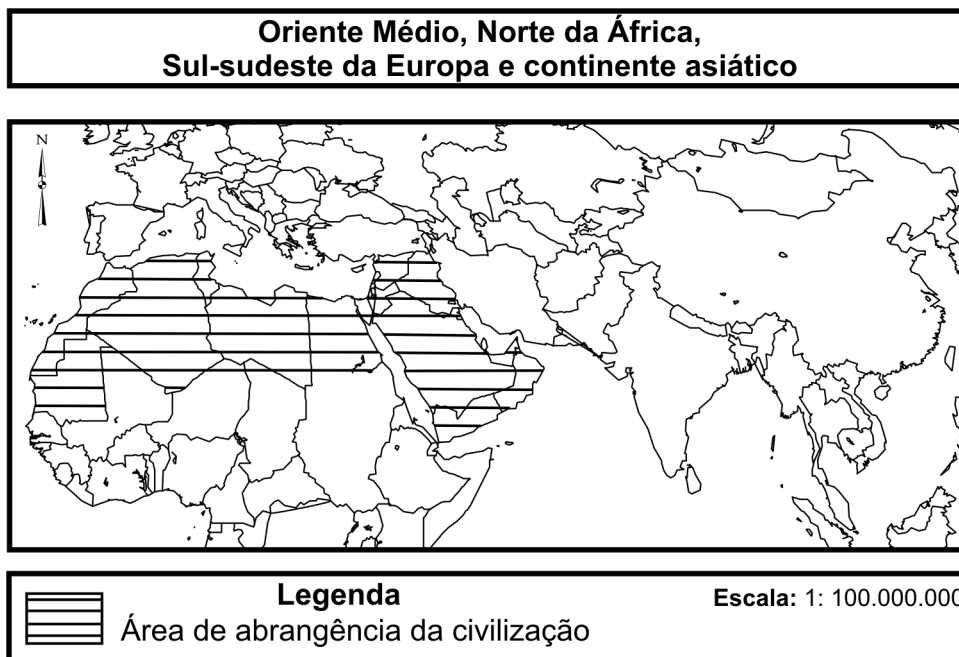 Oriente Médio, Norte da África,
Sul-sudeste da Europa e continente asiático
N
Legenda
Área de abrangência da civilização
Escala: 1: 100.000.000